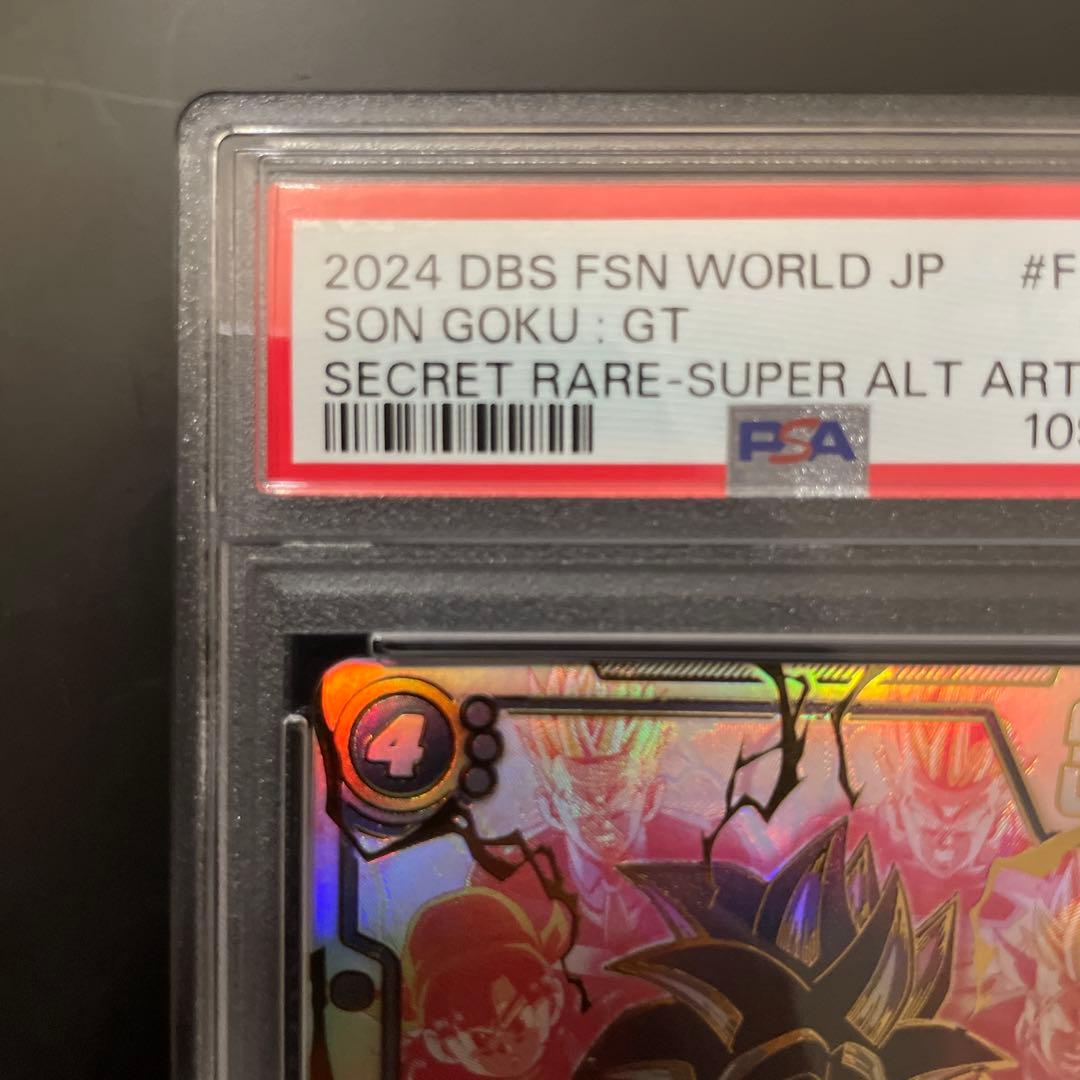 2024 DBS FSN WORLD JP #F
SON GOKU : GT
SECRET RARE-SUPER ALT ART
PSA
4